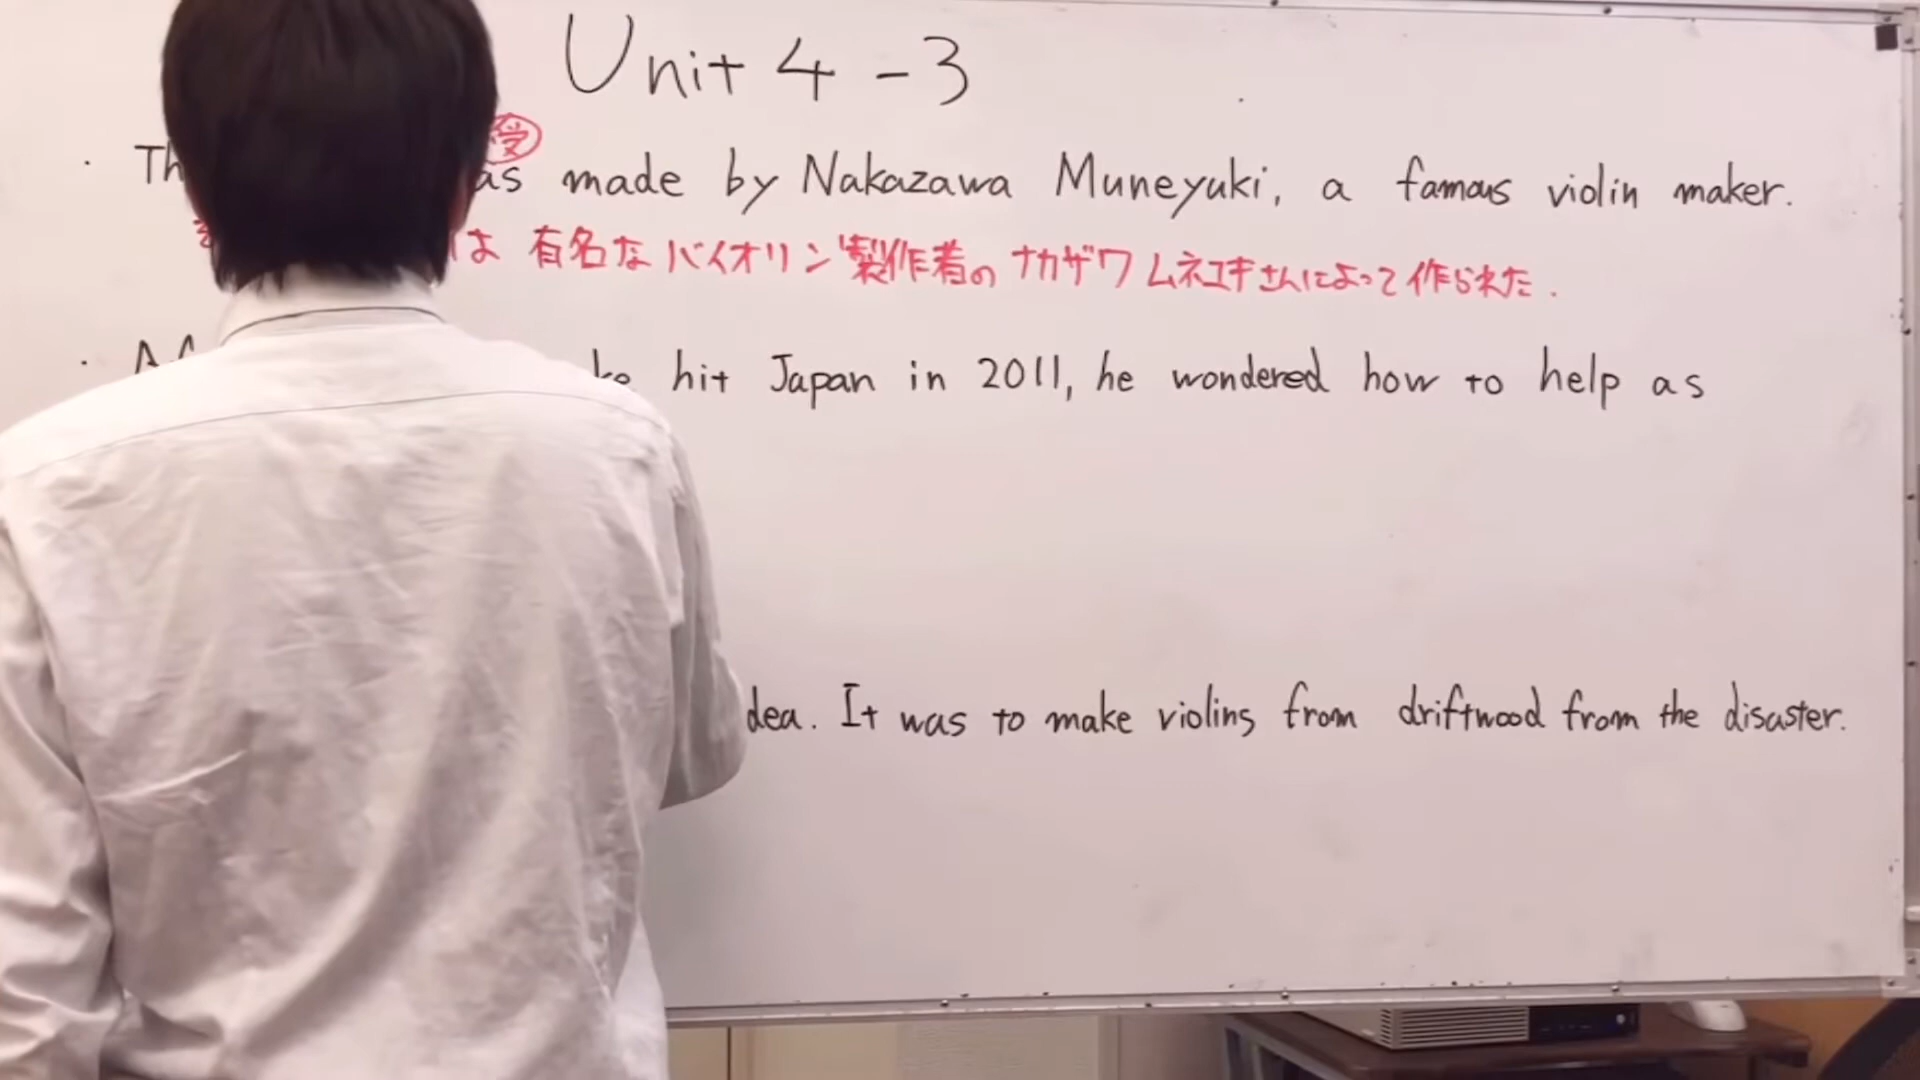 Unit 4 - 3
受
made by Nakazawa Muneyuki, a famous violin maker.
は 有名な バイオリン製作者の ナカザワ ムネユキさんによって作られた.
hit Japan in 2011, he wondered how to help as
It was to make violins from driftwood from the disaster.